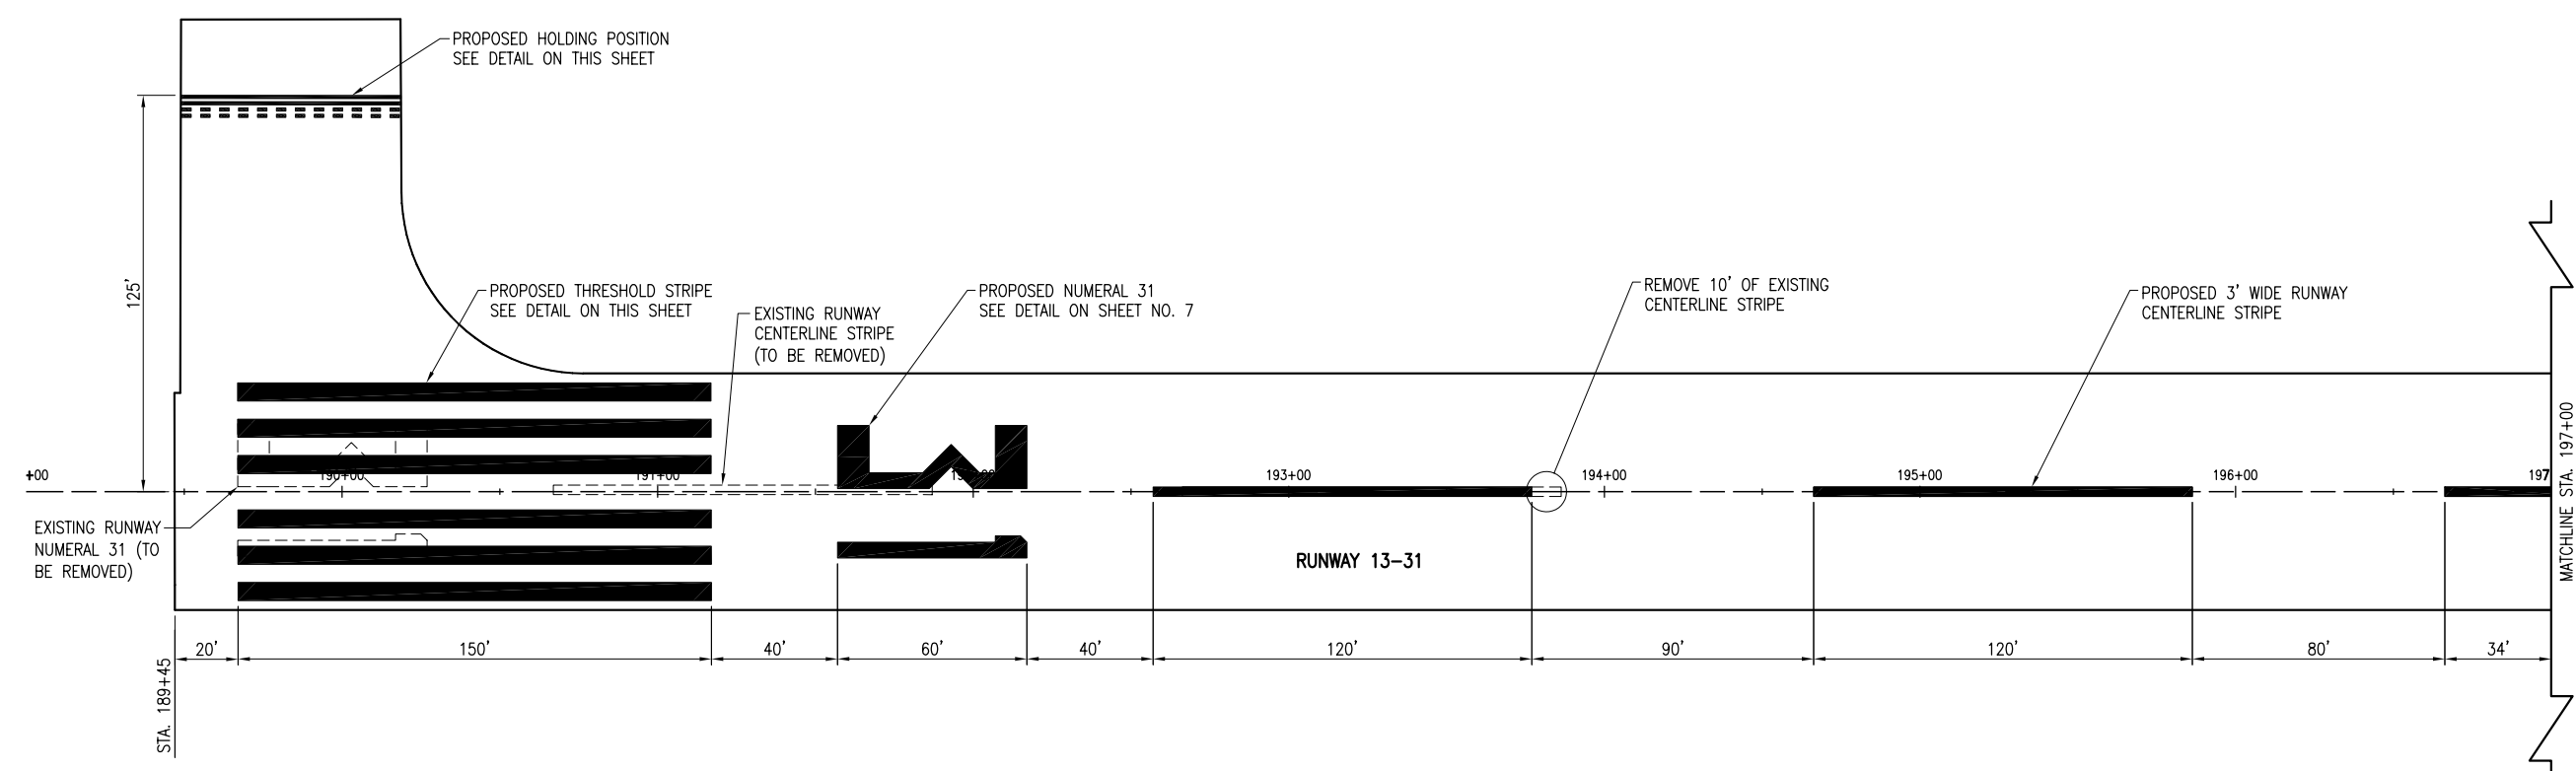 PROPOSED HOLDING POSITION
SEE DETAIL ON THIS SHEET
125'
PROPOSED THRESHOLD STRIPE
SEE DETAIL ON THIS SHEET
EXISTING RUNWAY
CENTERLINE STRIPE
(TO BE REMOVED)
PROPOSED NUMERAL 31
SEE DETAIL ON SHEET NO. 7
REMOVE 10' OF EXISTING
CENTERLINE STRIPE
PROPOSED 3' WIDE RUNWAY
CENTERLINE STRIPE
+00
190+00
191+00
193+00
194+00
195+00
196+00
197
MATCHLINE STA. 197+00
EXISTING RUNWAY
NUMERAL 31 (TO
BE REMOVED)
RUNWAY 13-31
20'
150'
40'
60'
40'
120'
90'
120'
80'
34'
STA. 189+45